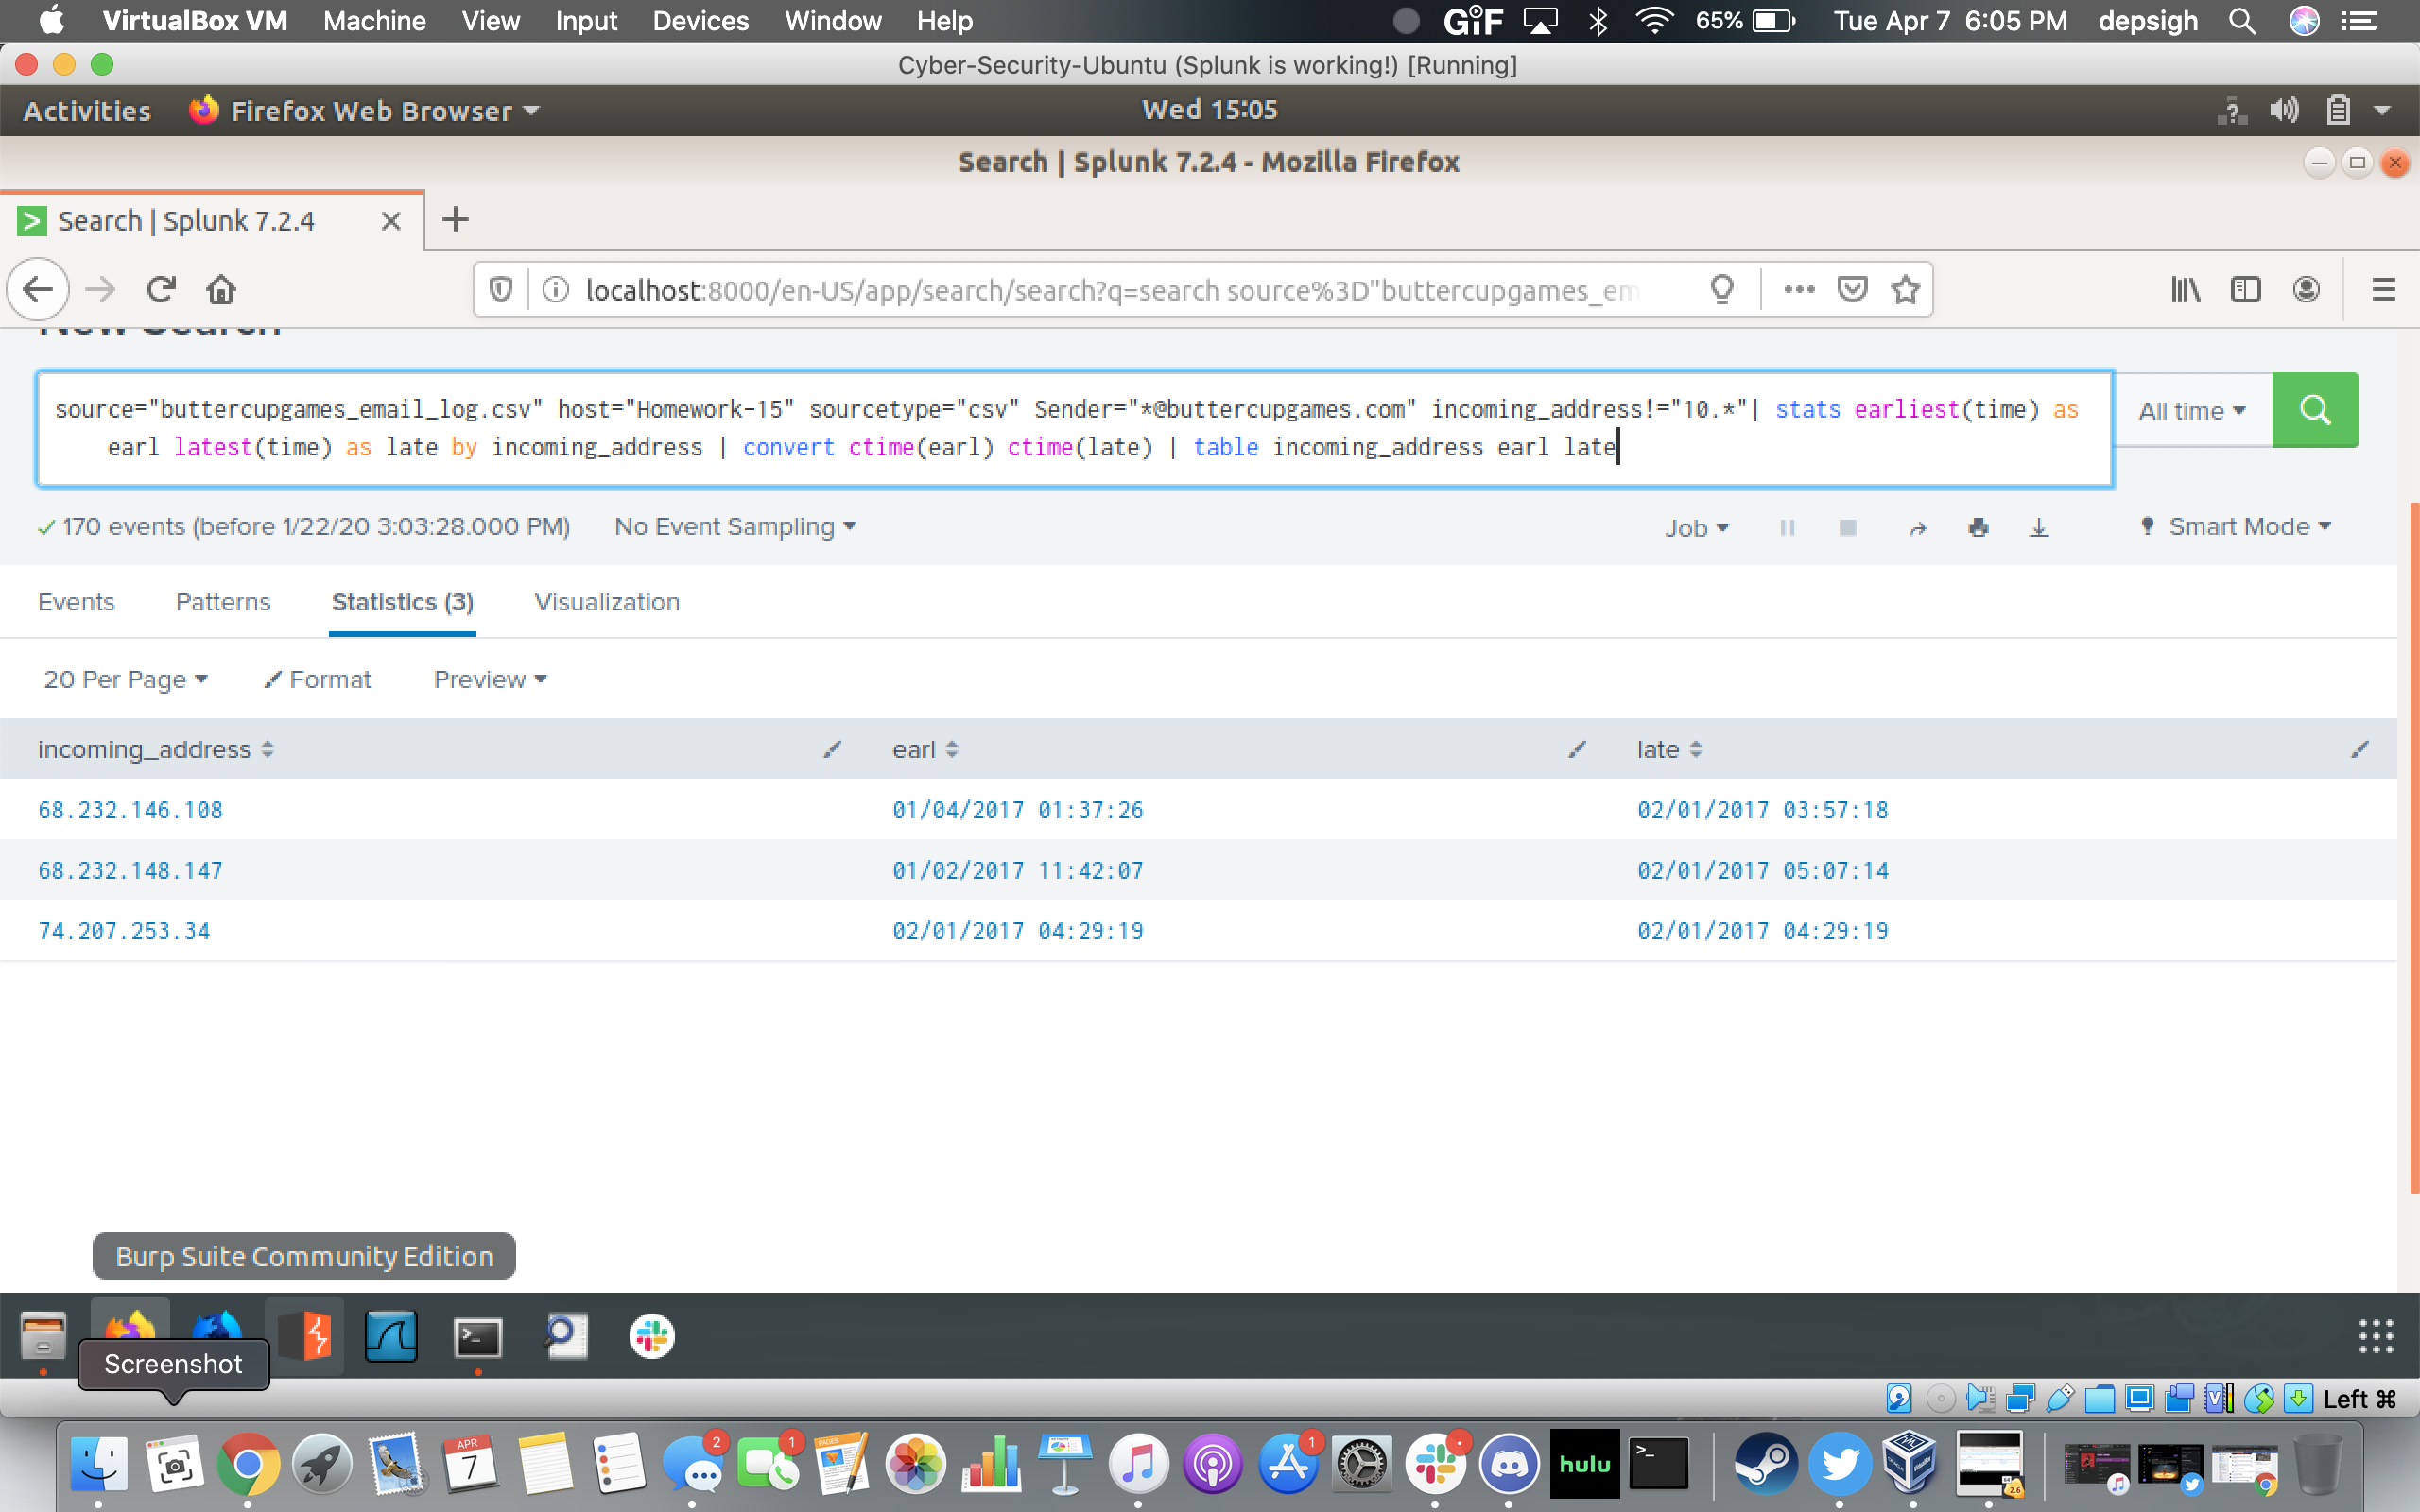 VirtualBox VM Machine View Input Devices Window Help GIF 65% Tue Apr 7 6:05 PM depsigh
Cyber-Security-Ubuntu (Splunk is working!) [Running]
Activities Firefox Web Browser Wed 15:05
Search | Splunk 7.2.4 - Mozilla Firefox
Search | Splunk 7.2.4
localhost:8000/en-US/app/search/search?q=search source%3D"buttercupgames_em
New Search
source="buttercupgames_email_log.csv" host="Homework-15" sourcetype="csv" Sender="*@buttercupgames.com" incoming_address!="10.*"| stats earliest(time) as
earl latest(time) as late by incoming_address | convert ctime(earl) ctime(late) | table incoming_address earl late
All time
170 events (before 1/22/20 3:03:28.000 PM) No Event Sampling Job Smart Mode
Events Patterns Statistics (3) Visualization
20 Per Page Format Preview
incoming_address earl late
68.232.146.108 01/04/2017 01:37:26 02/01/2017 03:57:18
68.232.148.147 01/02/2017 11:42:07 02/01/2017 05:07:14
74.207.253.34 02/01/2017 04:29:19 02/01/2017 04:29:19
Burp Suite Community Edition
Screenshot
Left ⌘
APR
7
2
1
PAGES
1
hulu